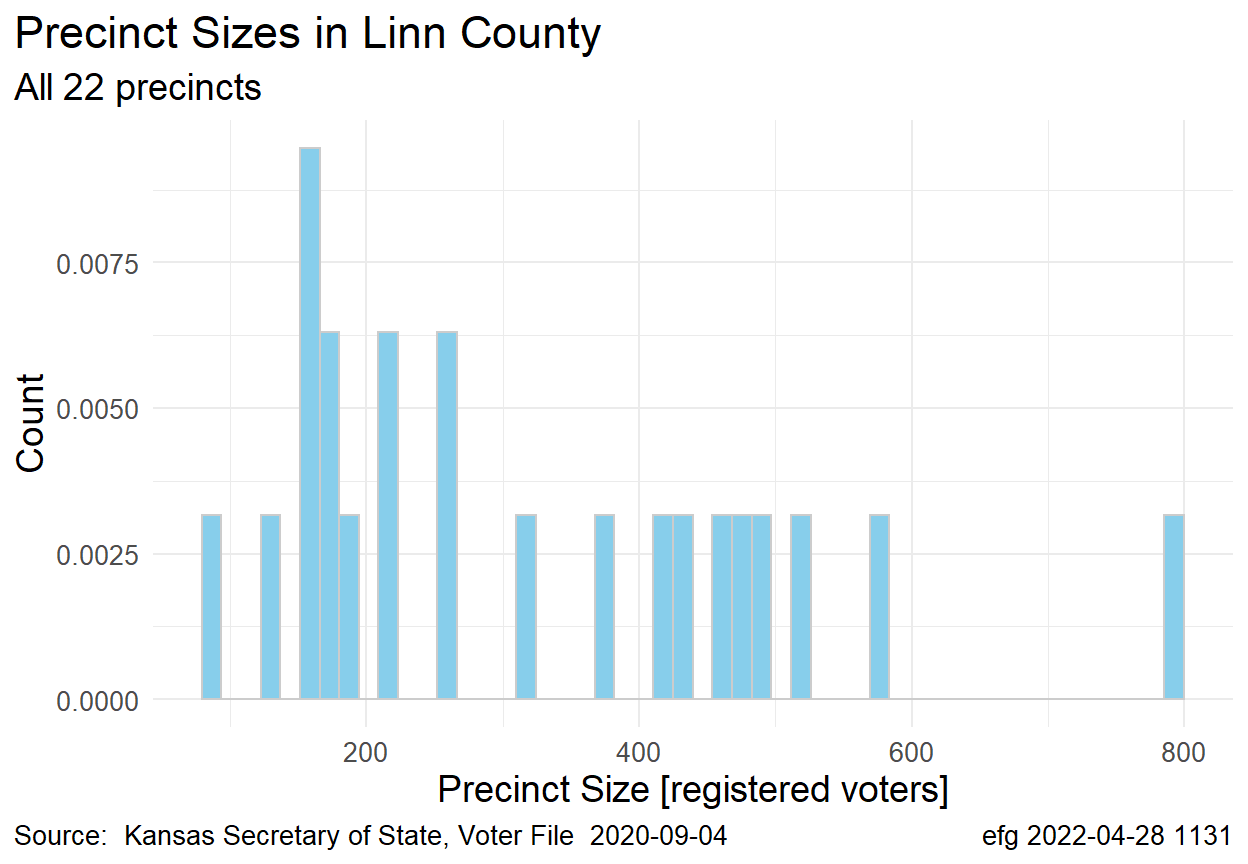 Precinct Sizes in Linn County
All 22 precincts
Count
0.0075
0.0050
0.0025
0.0000
200 400 600 800
Precinct Size [registered voters]
Source:  Kansas Secretary of State, Voter File  2020-09-04
efg 2022-04-28 1131